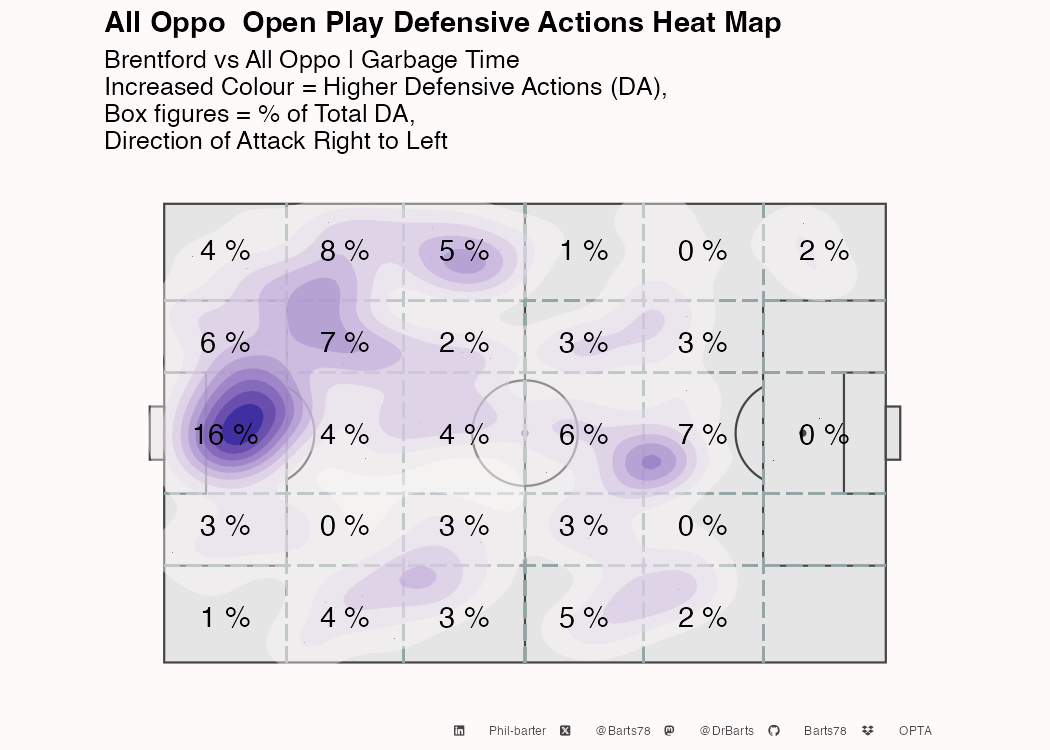 All Oppo  Open Play Defensive Actions Heat Map
Brentford vs All Oppo | Garbage Time
Increased Colour = Higher Defensive Actions (DA),
Box figures = % of Total DA,
Direction of Attack Right to Left
4 % 8 % 5 % 1 % 0 % 2 %
6 % 7 % 2 % 3 % 3 %
16 % 4 % 4 % 6 % 7 % 0 %
3 % 0 % 3 % 3 % 0 %
1 % 4 % 3 % 5 % 2 %
Phil-barter @Barts78 @DrBarts Barts78 OPTA